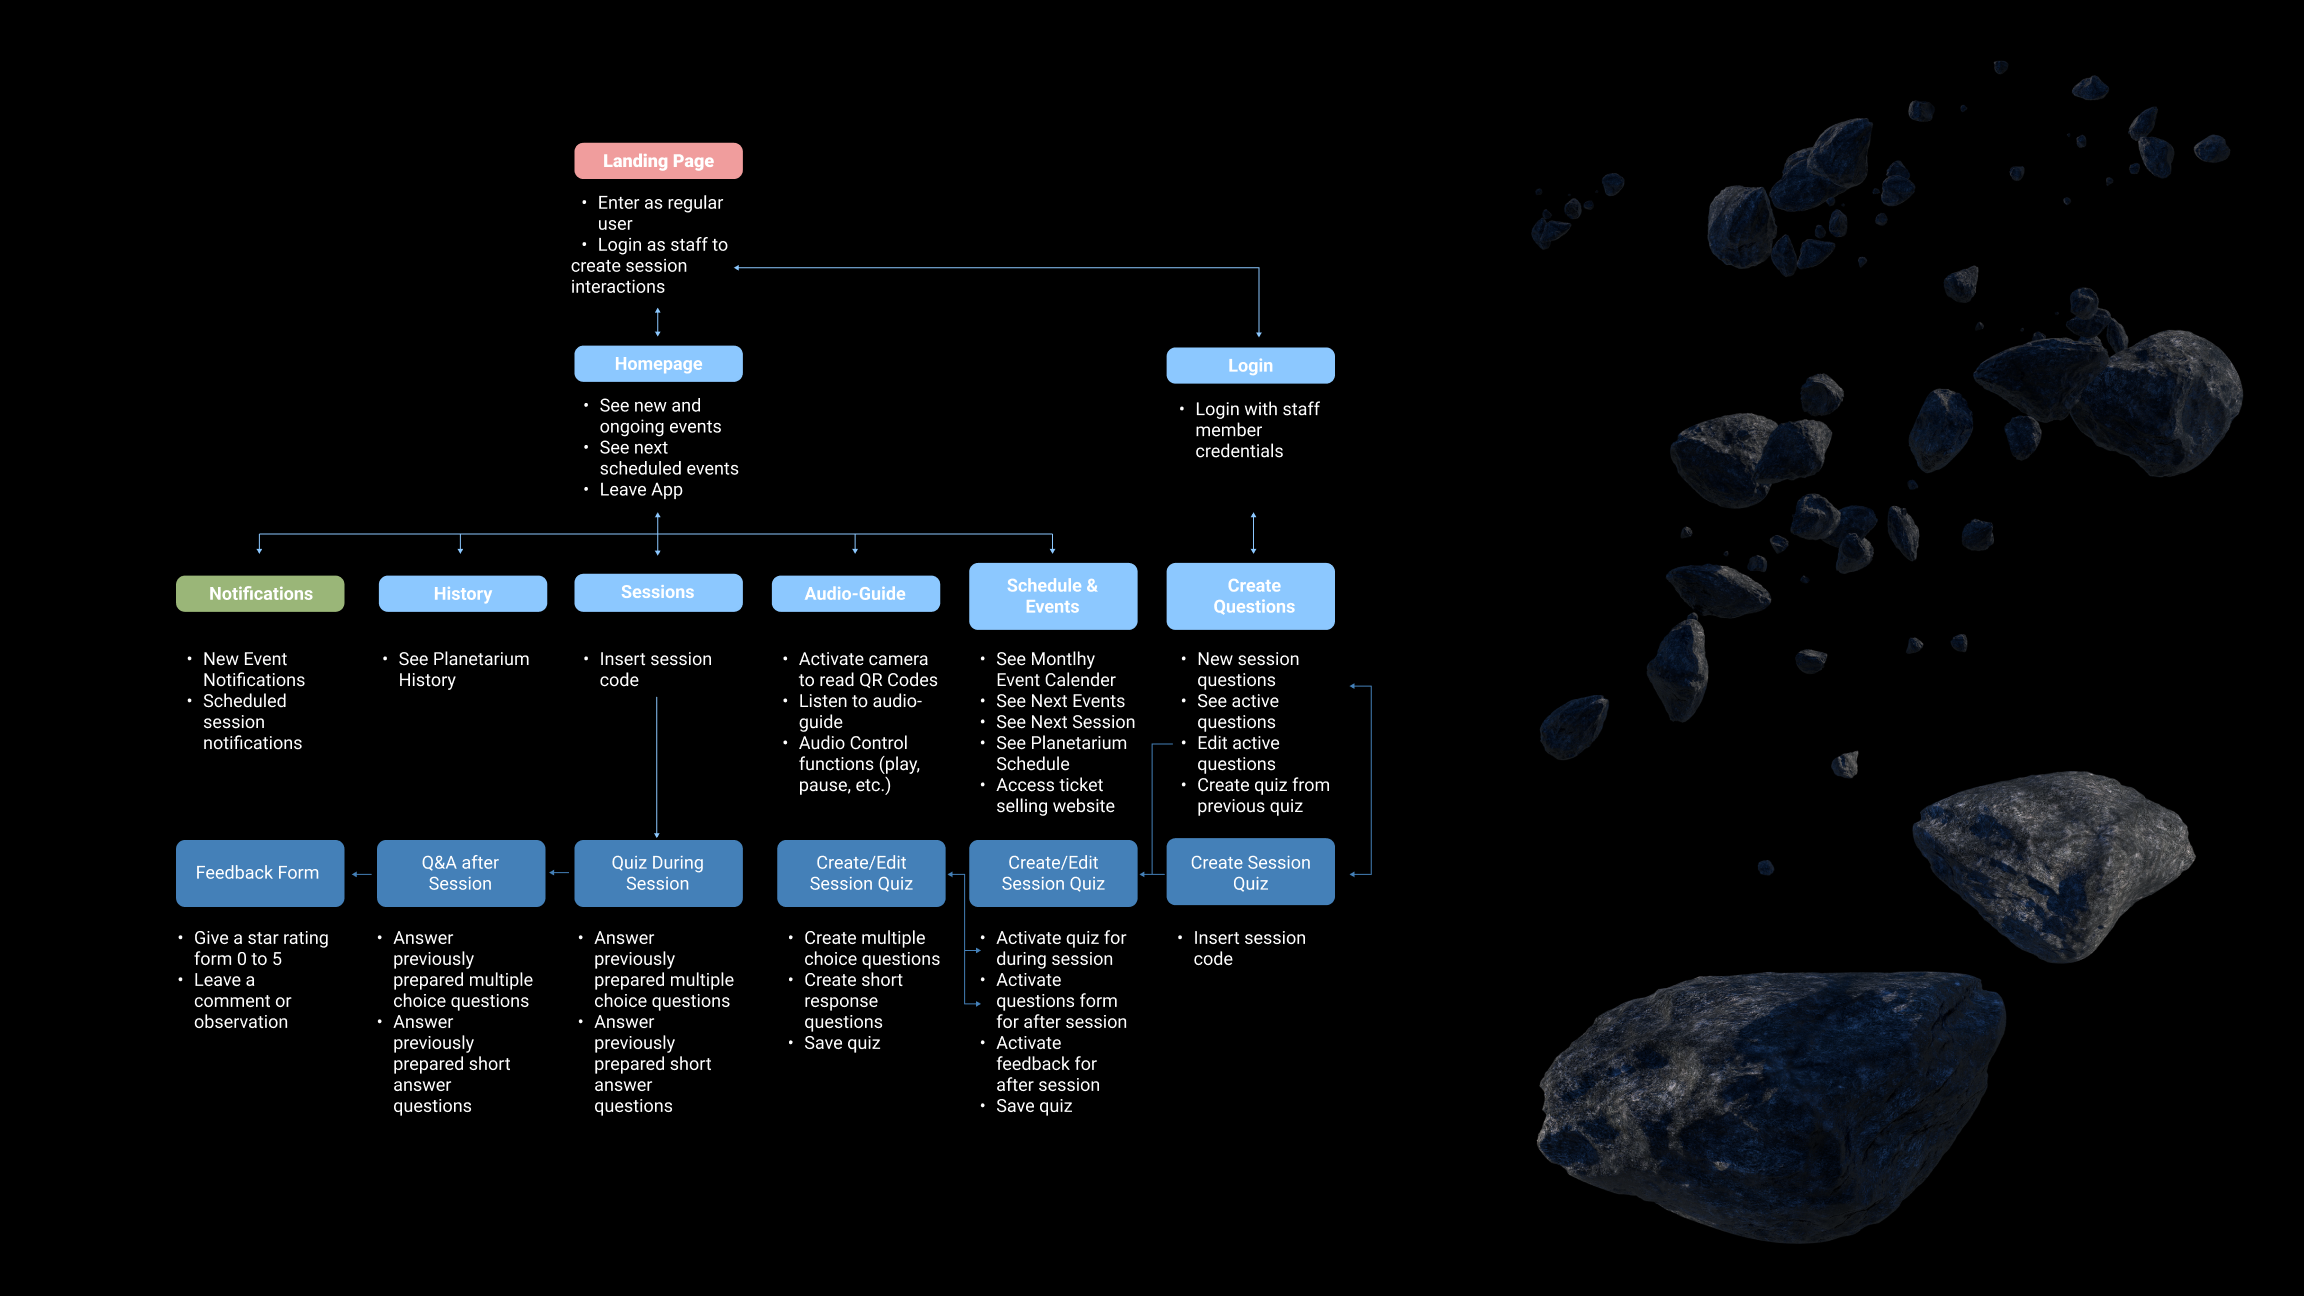 Landing Page
• Enter as regular
user
• Login as staff to
create session
interactions
Homepage
• See new and
ongoing events
• See next
scheduled events
• Leave App
Login
• Login with staff
member
credentials
Notifications
• New Event
Notifications
• Scheduled
session
notifications
History
• See Planetarium
History
Sessions
• Insert session
code
Audio-Guide
• Activate camera
to read QR Codes
• Listen to audio-
guide
• Audio Control
functions (play,
pause, etc.)
Schedule &
Events
• See Montlhy
Event Calender
• See Next Events
• See Next Session
• See Planetarium
Schedule
• Access ticket
selling website
Create
Questions
• New session
questions
• See active
questions
• Edit active
questions
• Create quiz from
previous quiz
Feedback Form
• Give a star rating
form 0 to 5
• Leave a
comment or
observation
Q&A after
Session
• Answer
previously
prepared multiple
choice questions
• Answer
previously
prepared short
answer
questions
Quiz During
Session
• Answer
previously
prepared multiple
choice questions
• Answer
previously
prepared short
answer
questions
Create/Edit
Session Quiz
• Create multiple
choice questions
• Create short
response
questions
• Save quiz
Create/Edit
Session Quiz
• Activate quiz for
during session
• Activate
questions form
for after session
• Activate
feedback for
after session
• Save quiz
Create Session
Quiz
• Insert session
code